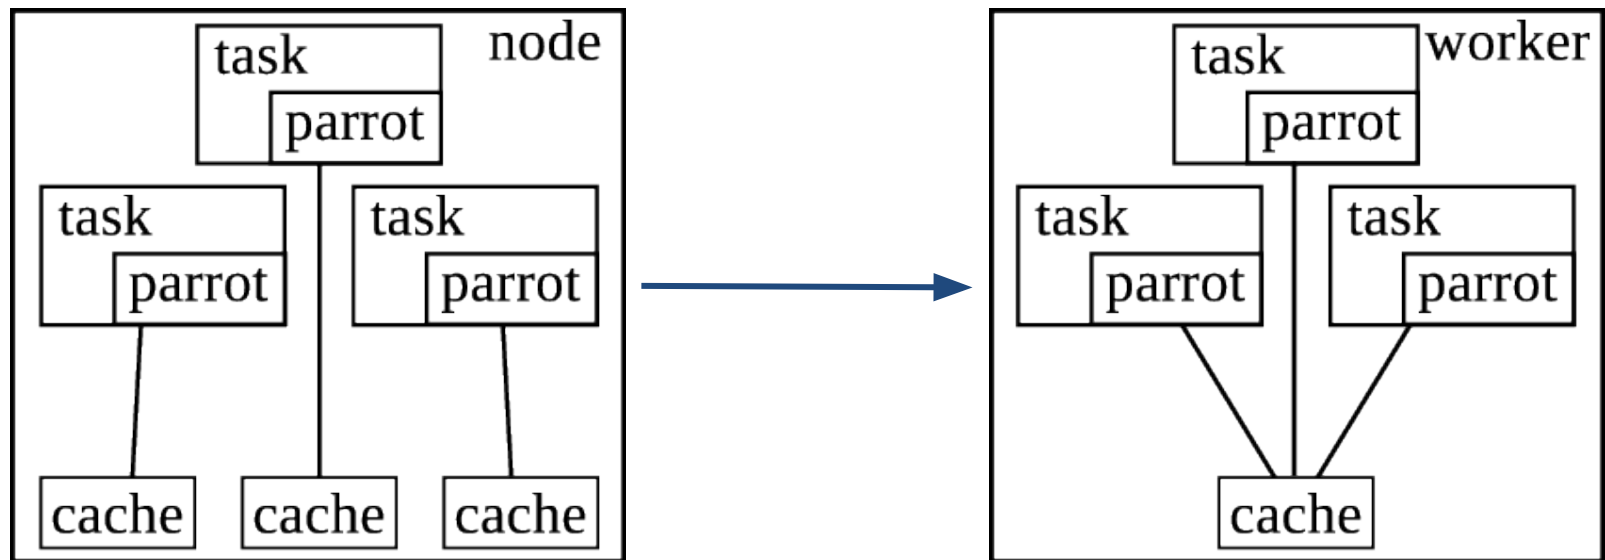 node
task
parrot
task
parrot
task
parrot
cache
cache
cache
worker
task
parrot
task
parrot
task
parrot
cache